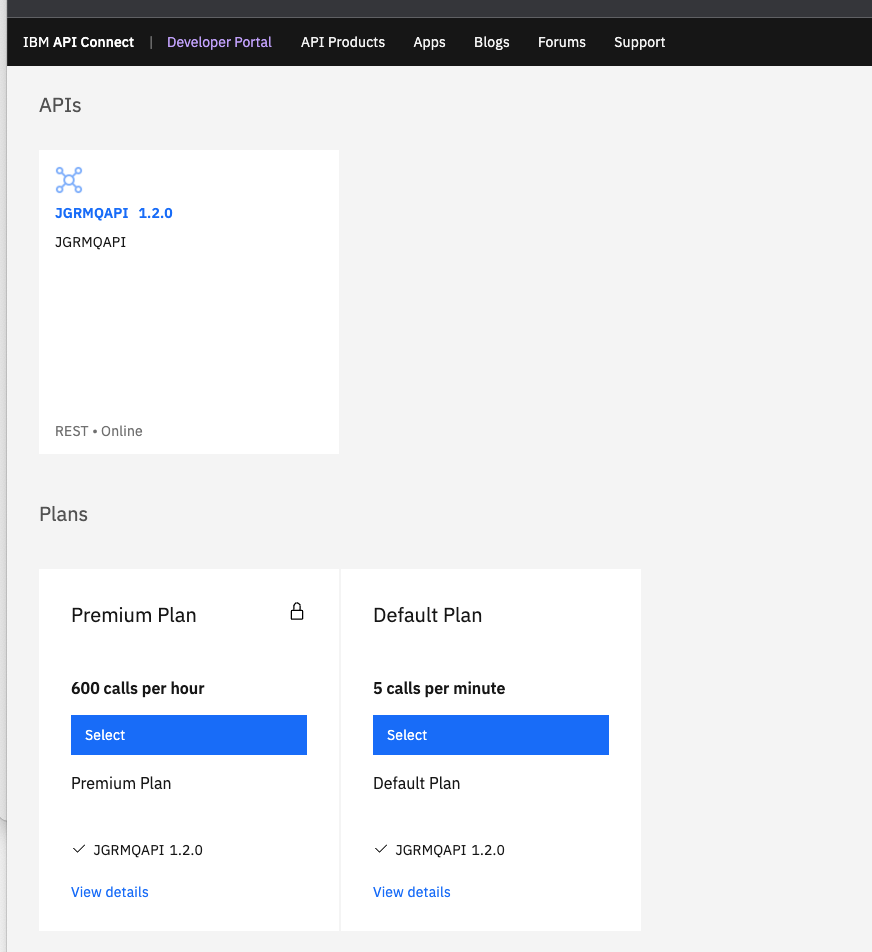 IBM API Connect | Developer Portal API Products Apps Blogs Forums Support
APIs
JGRMQAPI 1.2.0
JGRMQAPI
REST • Online
Plans
Premium Plan
600 calls per hour
Select
Premium Plan
JGRMQAPI 1.2.0
View details
Default Plan
5 calls per minute
Select
Default Plan
JGRMQAPI 1.2.0
View details